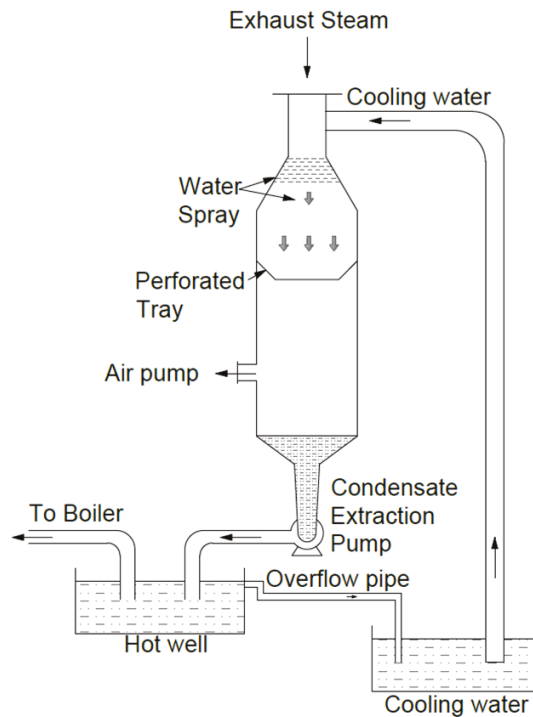 Exhaust Steam
Cooling water
Water
Spray
Perforated
Tray
Air pump
Condensate
Extraction
Pump
To Boiler
Overflow pipe
Hot well
Cooling water